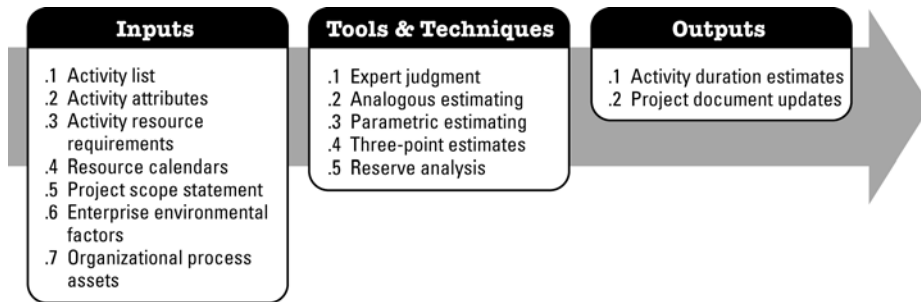 Inputs
.1 Activity list
.2 Activity attributes
.3 Activity resource
requirements
.4 Resource calendars
.5 Project scope statement
.6 Enterprise environmental
factors
.7 Organizational process
assets
Tools & Techniques
.1 Expert judgment
.2 Analogous estimating
.3 Parametric estimating
.4 Three-point estimates
.5 Reserve analysis
Outputs
.1 Activity duration estimates
.2 Project document updates